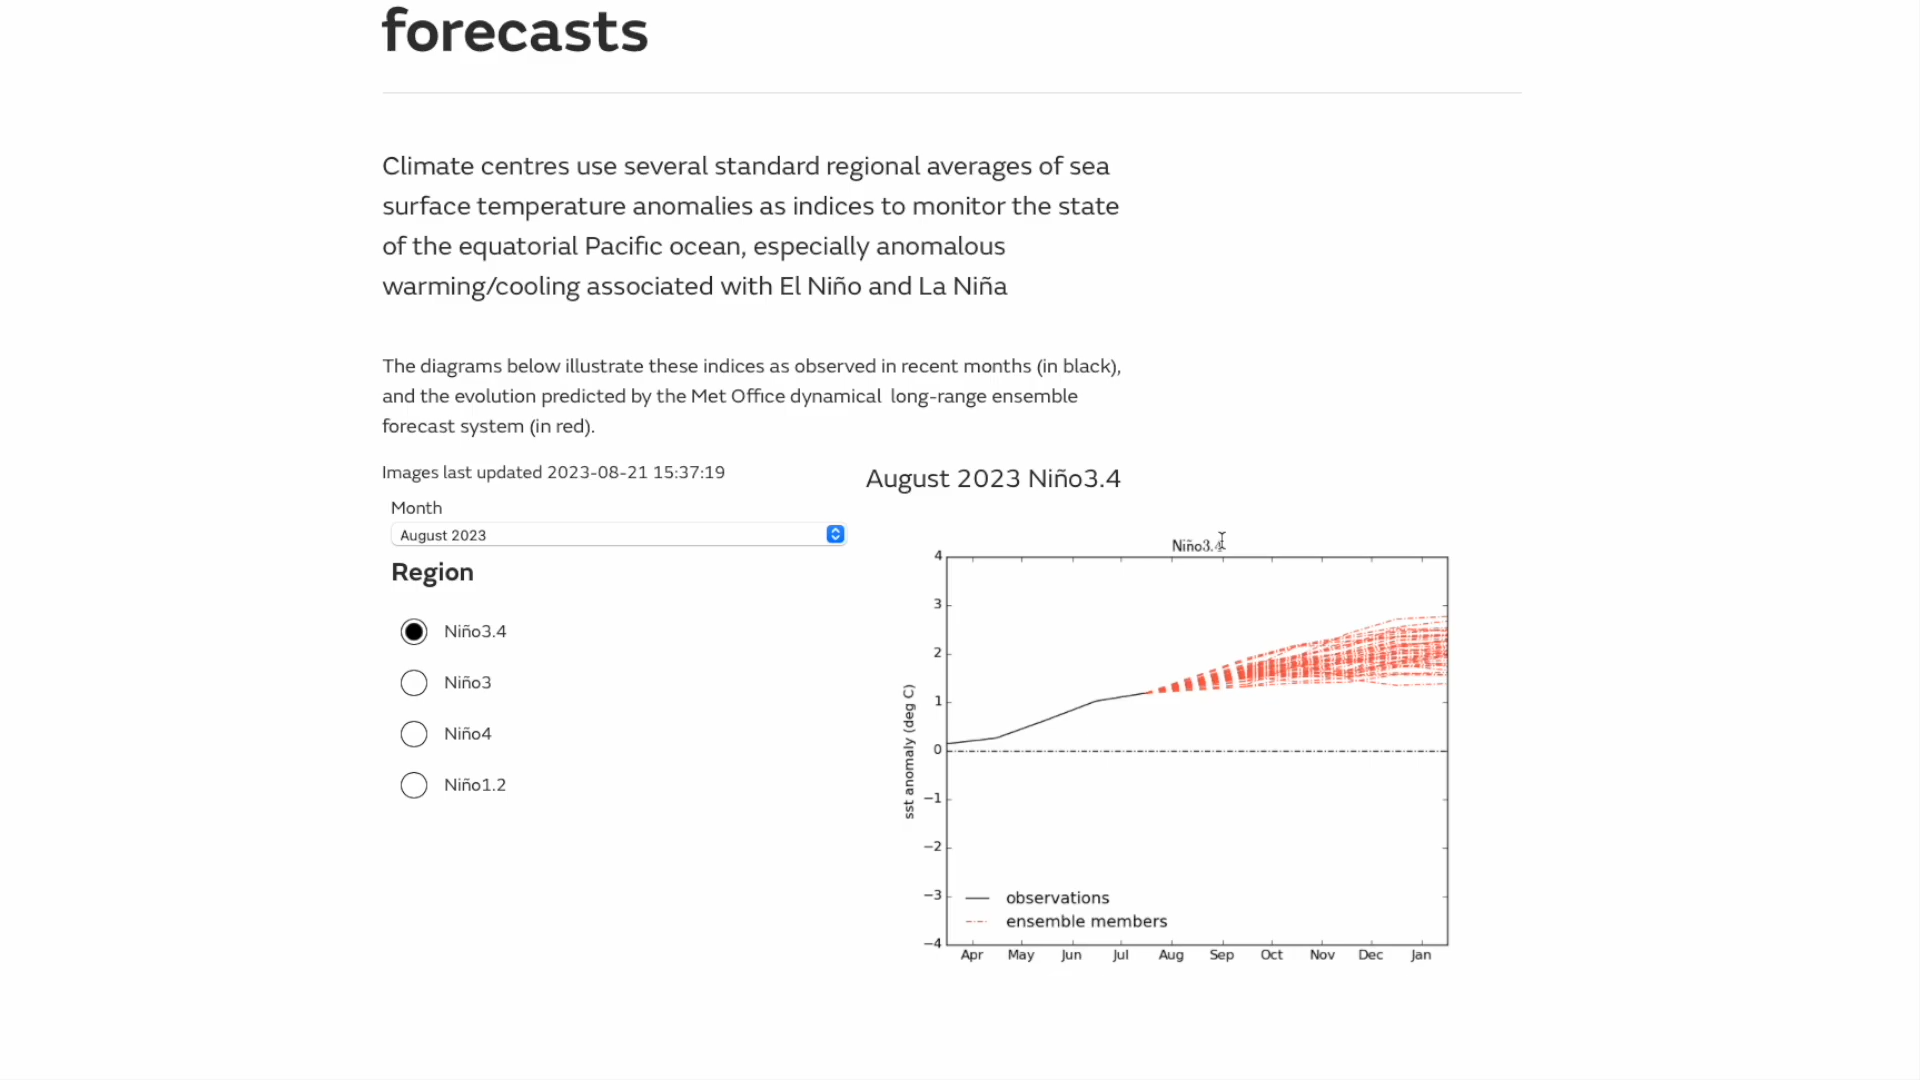 forecasts
Climate centres use several standard regional averages of sea
surface temperature anomalies as indices to monitor the state
of the equatorial Pacific ocean, especially anomalous
warming/cooling associated with El Niño and La Niña
The diagrams below illustrate these indices as observed in recent months (in black),
and the evolution predicted by the Met Office dynamical long-range ensemble
forecast system (in red).
Images last updated 2023-08-21 15:37:19
Month
August 2023
Region
Niño3.4
Niño3
Niño4
Niño1.2
August 2023 Niño3.4
Niño3.4
4
3
2
1
0
−1
−2
−3
−4
sst anomaly (deg C)
observations
ensemble members
Apr May Jun Jul Aug Sep Oct Nov Dec Jan